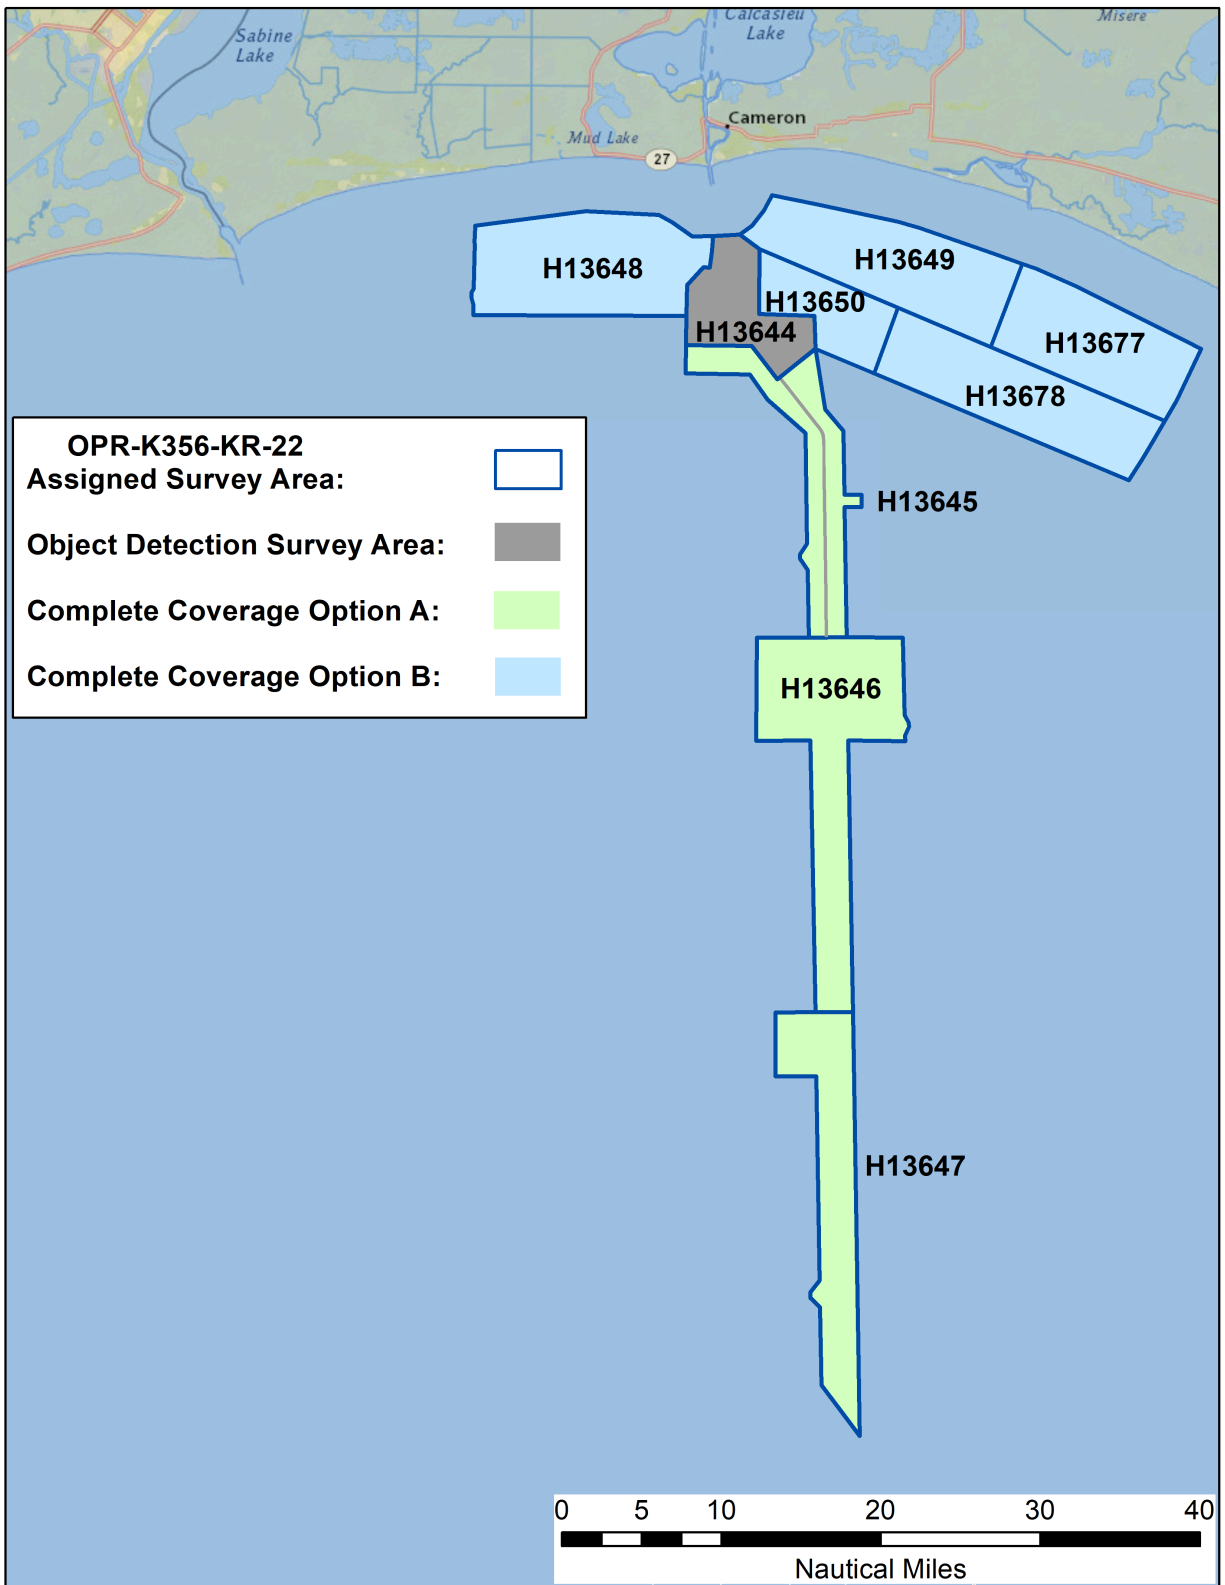 Sabine
Lake
Calcasieu
Lake
Misere
Cameron
Mud Lake
27
H13648
H13649
H13650
H13644
H13677
H13678
OPR-K356-KR-22
Assigned Survey Area:
Object Detection Survey Area:
Complete Coverage Option A:
Complete Coverage Option B:
H13645
H13646
H13647
0 5 10 20 30 40
Nautical Miles